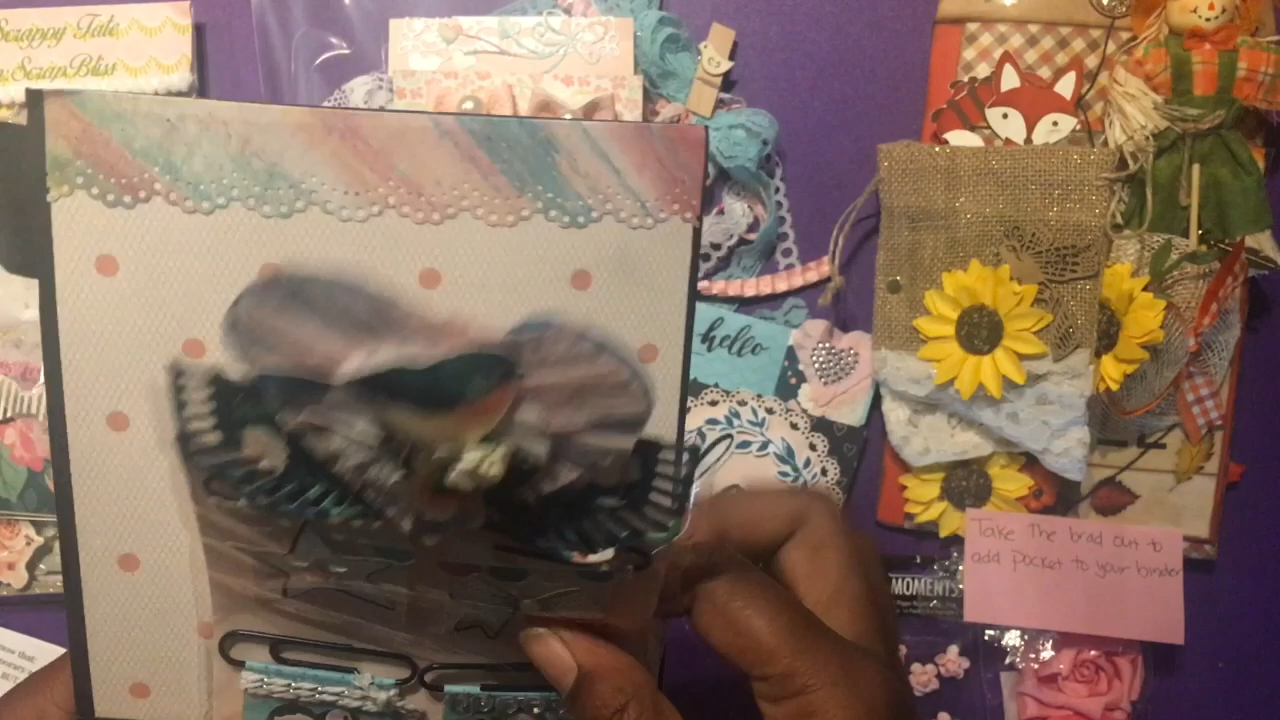 Scrappy Tale
ScrapBliss
hello
Take The brad out to
add pocket to your binder
MOMENTS